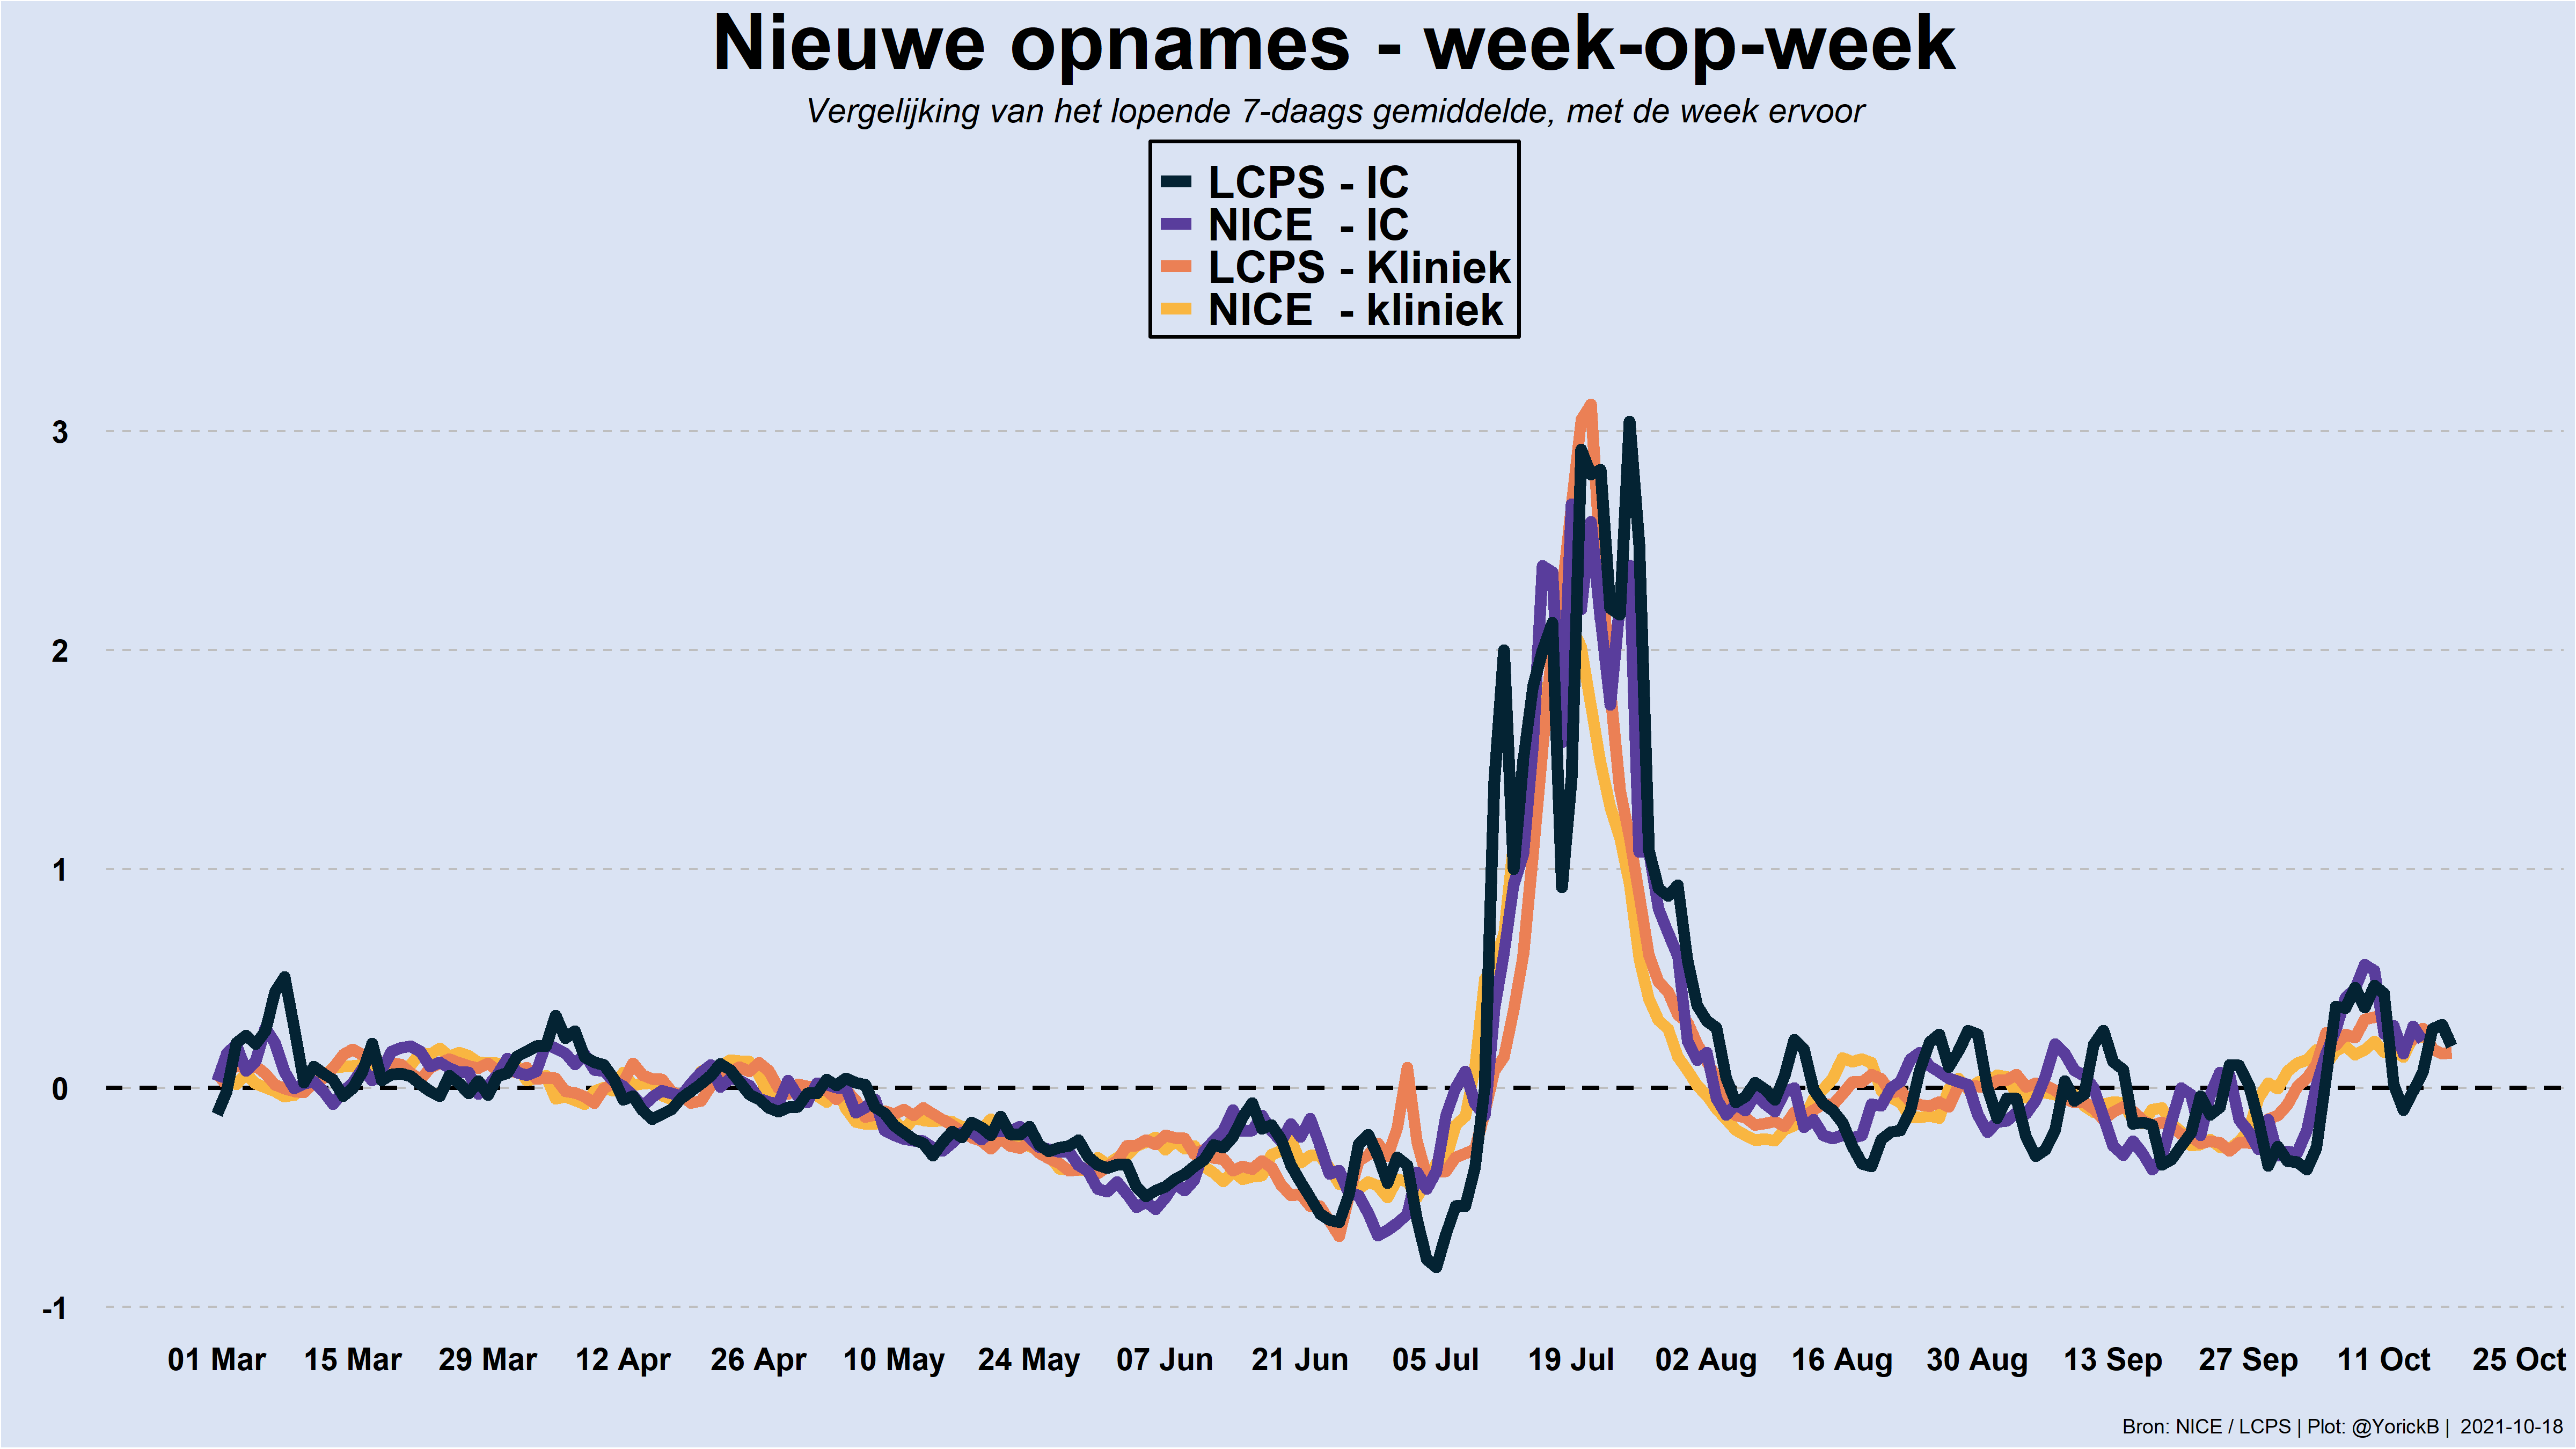 Nieuwe opnames - week-op-week
Vergelijking van het lopende 7-daags gemiddelde, met de week ervoor
LCPS - IC
NICE - IC
LCPS - Kliniek
NICE - kliniek
3
2
1
0
-1
01 Mar 15 Mar 29 Mar 12 Apr 26 Apr 10 May 24 May 07 Jun 21 Jun 05 Jul 19 Jul 02 Aug 16 Aug 30 Aug 13 Sep 27 Sep 11 Oct 25 Oct
Bron: NICE / LCPS | Plot: @YorickB | 2021-10-18